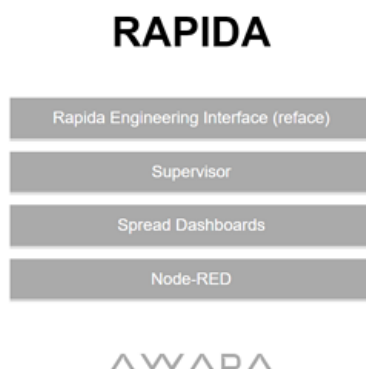 RAPIDA
Rapida Engineering Interface (reface)
Supervisor
Spread Dashboards
Node-RED